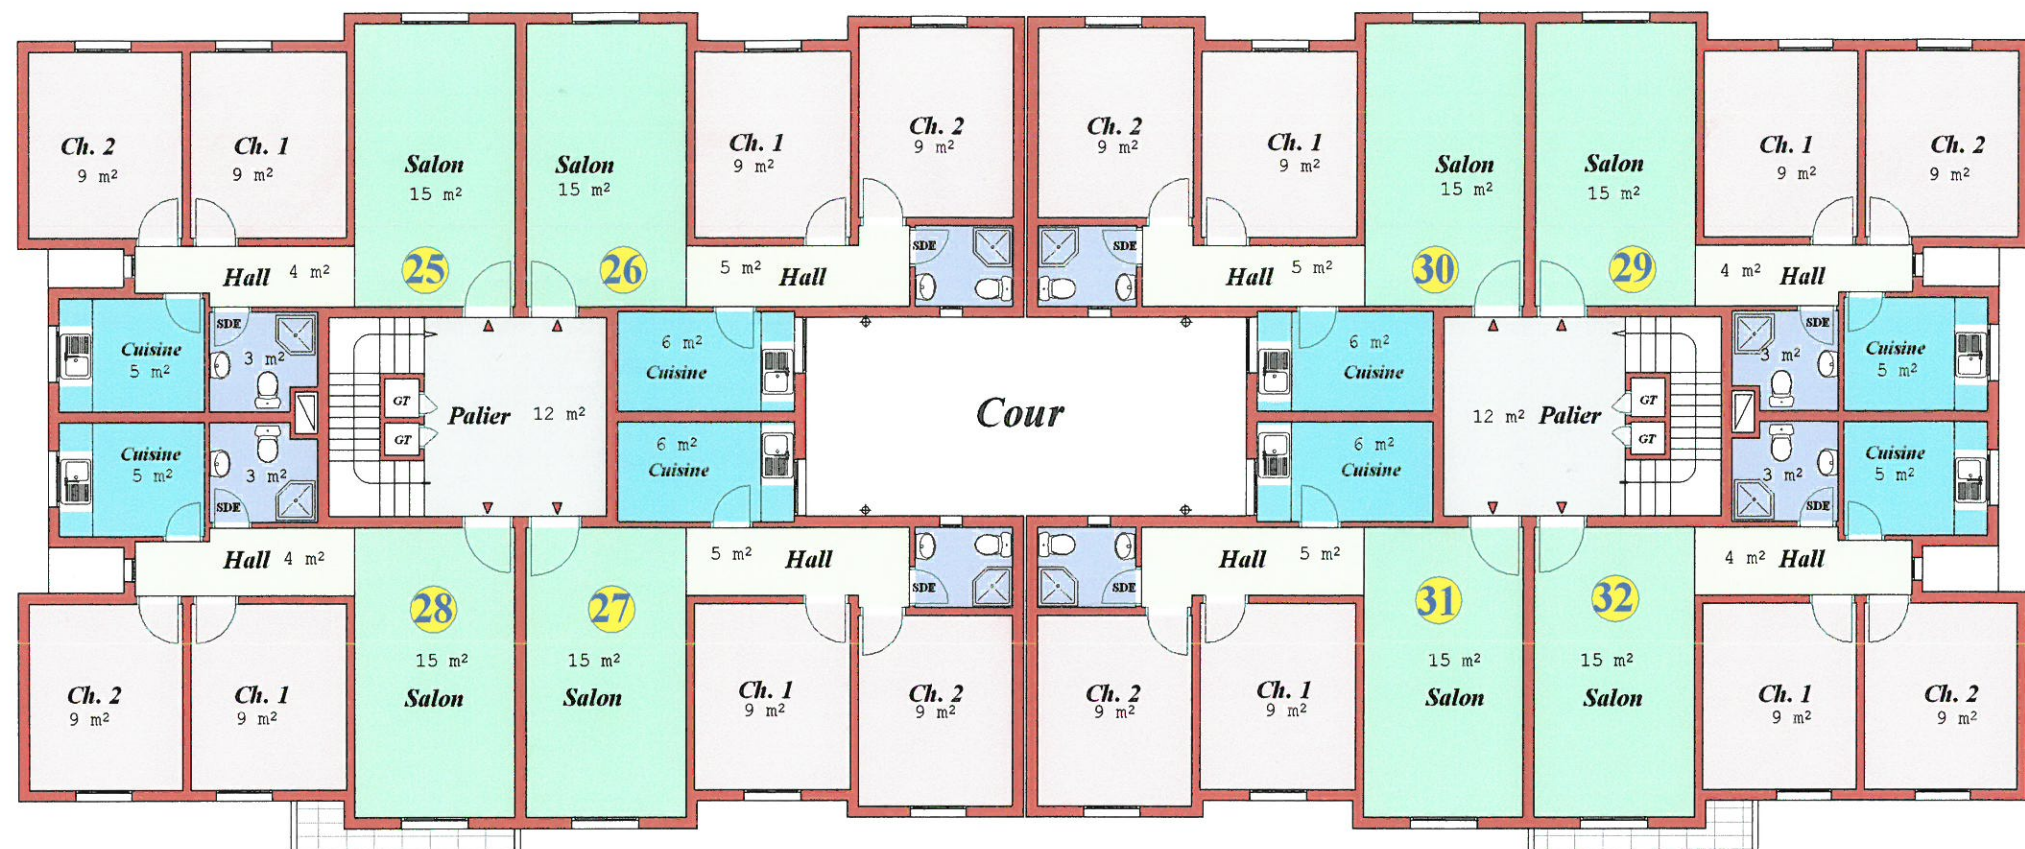 Ch. 2
9 m²
Ch. 1
9 m²
Salon
15 m²
25
Hall 4 m²
Cuisine
5 m²
SDE
3 m²
Salon
15 m²
26
Ch. 1
9 m²
Ch. 2
9 m²
5 m² Hall
SDE
6 m²
Cuisine
Ch. 2
9 m²
Ch. 1
9 m²
Salon
15 m²
30
SDE
Hall 5 m²
6 m²
Cuisine
Salon
15 m²
29
Ch. 1
9 m²
Ch. 2
9 m²
4 m² Hall
SDE
3 m²
Cuisine
5 m²
GT
GT
Palier 12 m²
Cour
12 m² Palier
GT
GT
Cuisine
5 m²
3 m²
SDE
Hall 4 m²
28
15 m²
Salon
Ch. 2
9 m²
Ch. 1
9 m²
6 m²
Cuisine
5 m² Hall
SDE
27
15 m²
Salon
Ch. 1
9 m²
Ch. 2
9 m²
6 m²
Cuisine
SDE
Hall 5 m²
31
15 m²
Salon
Ch. 2
9 m²
Ch. 1
9 m²
3 m²
SDE
Cuisine
5 m²
4 m² Hall
32
15 m²
Salon
Ch. 1
9 m²
Ch. 2
9 m²